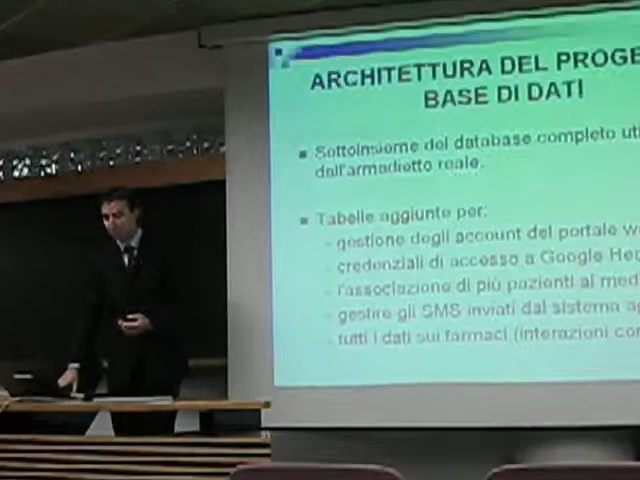 ARCHITETTURA DEL PROGE
BASE DI DATI
Sottoinsieme del database completo uti
dall'armadietto reale.
Tabelle aggiunte per:
- gestione degli account del portale w
- credenziali di accesso a Google Hea
- l'associazione di più pazienti al med
- gestire gli SMS inviati dal sistema ag
- tutti i dati sui farmaci (interazioni con